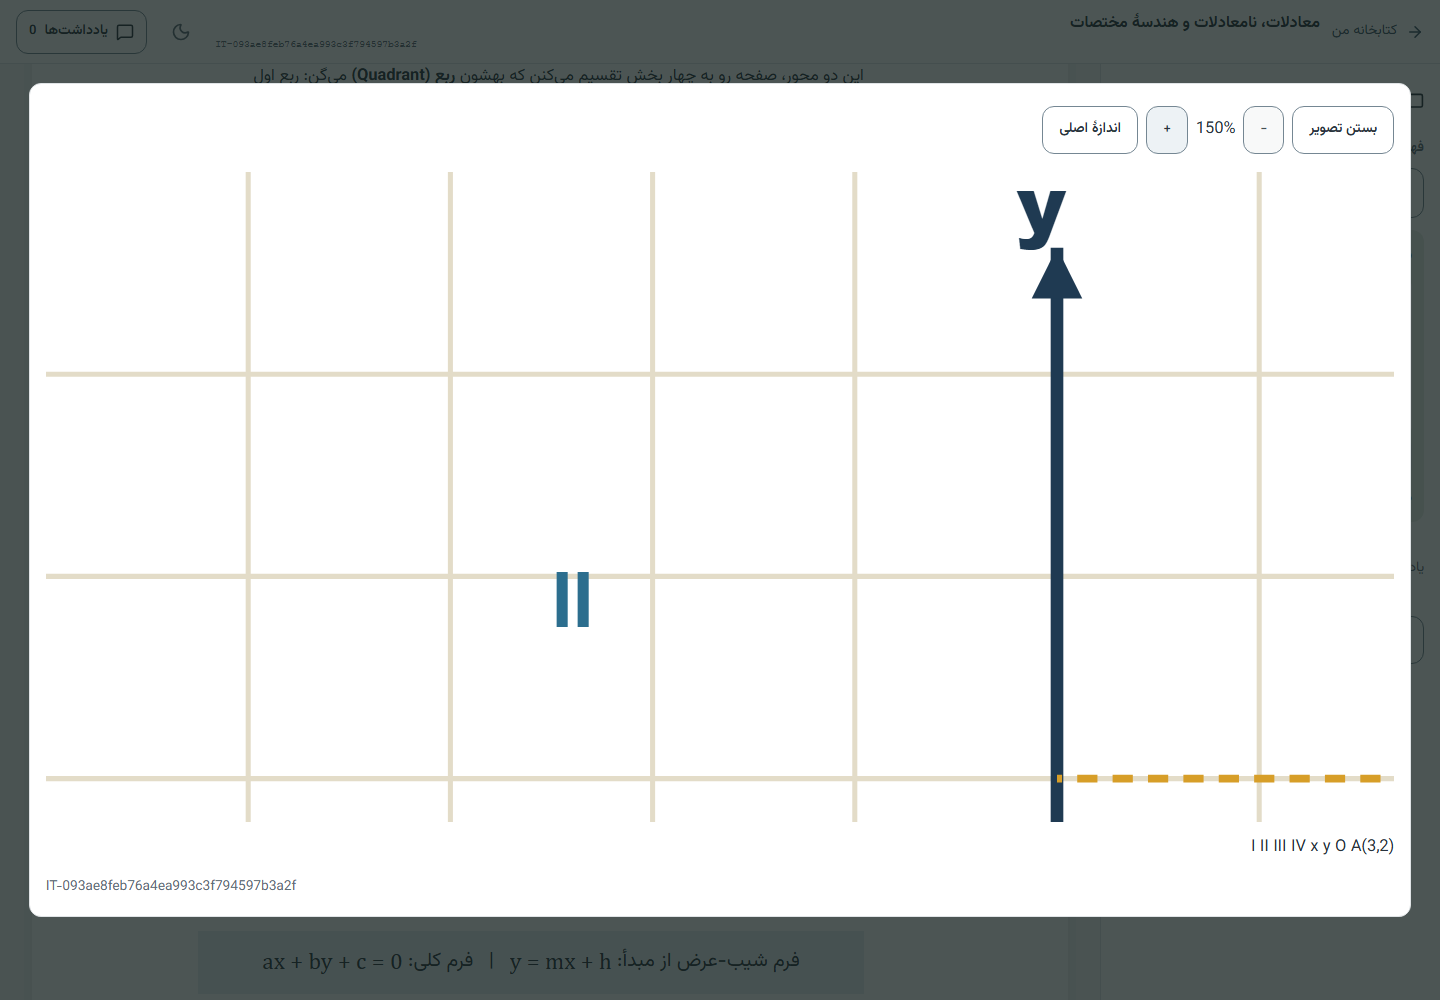 → کتابخانه من
معادلات، نامعادلات و هندسهٔ مختصات
IT-093ae8feb76a4ea993c3f794597b3a2f
یادداشت‌ها 0
این دو محور، صفحه رو به چهار بخش تقسیم می‌کنن که بهشون ربع (Quadrant) می‌گن: ربع اول
بستن تصویر - 150% + اندازهٔ اصلی
y
II
I II III IV x y O A(3,2)
IT-093ae8feb76a4ea993c3f794597b3a2f
فرم شیب-عرض از مبدأ: y = mx + h | فرم کلی: ax + by + c = 0